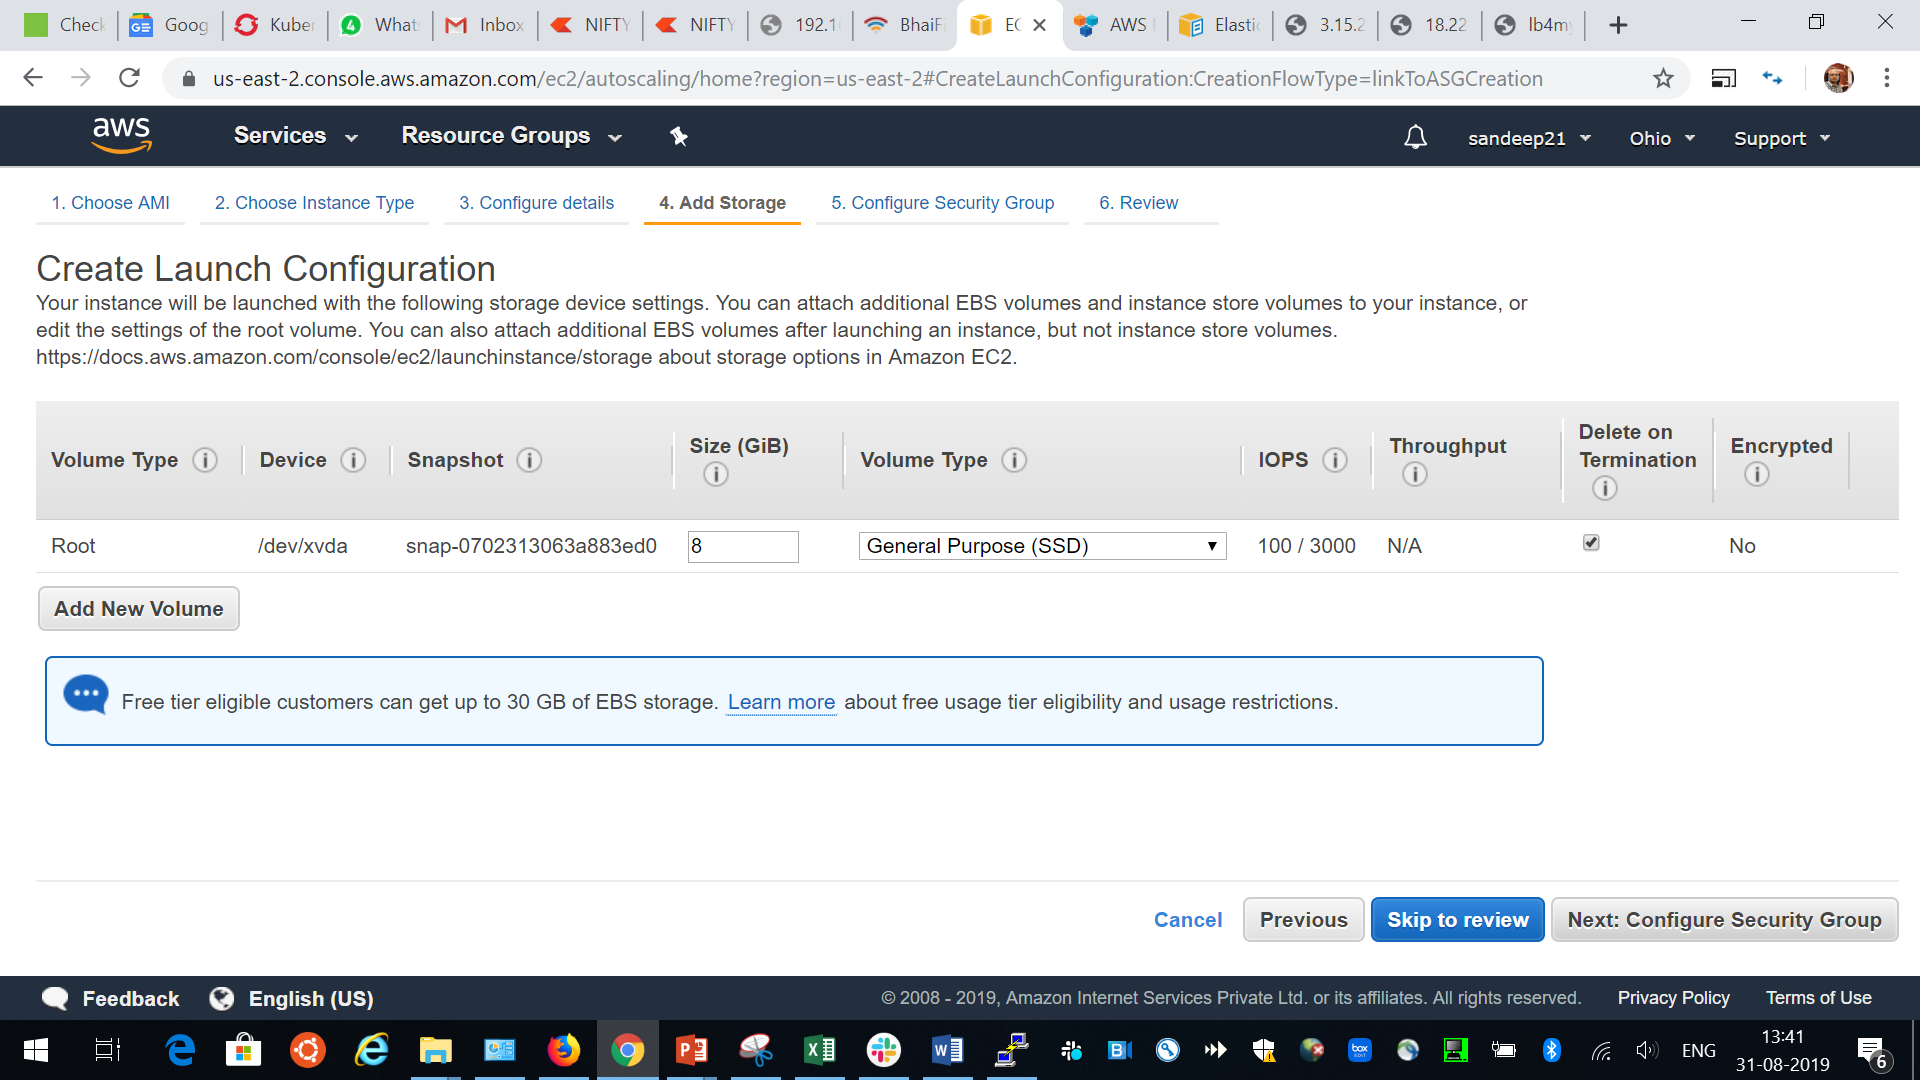 Check
Goog
Kuber
What
Inbox
NIFTY
NIFTY
192.1
BhaiFi
EC
AWS
Elastic
3.15.2
18.22
lb4my
us-east-2.console.aws.amazon.com/ec2/autoscaling/home?region=us-east-2#CreateLaunchConfiguration:CreationFlowType=linkToASGCreation
aws
Services
Resource Groups
sandeep21
Ohio
Support
1. Choose AMI
2. Choose Instance Type
3. Configure details
4. Add Storage
5. Configure Security Group
6. Review
Create Launch Configuration
Your instance will be launched with the following storage device settings. You can attach additional EBS volumes and instance store volumes to your instance, or
edit the settings of the root volume. You can also attach additional EBS volumes after launching an instance, but not instance store volumes.
https://docs.aws.amazon.com/console/ec2/launchinstance/storage about storage options in Amazon EC2.
Volume Type
Device
Snapshot
Size (GiB)
Volume Type
IOPS
Throughput
Delete on
Termination
Encrypted
Root
/dev/xvda
snap-0702313063a883ed0
8
General Purpose (SSD)
100 / 3000
N/A
No
Add New Volume
Free tier eligible customers can get up to 30 GB of EBS storage. Learn more about free usage tier eligibility and usage restrictions.
Cancel
Previous
Skip to review
Next: Configure Security Group
Feedback
English (US)
© 2008 - 2019, Amazon Internet Services Private Ltd. or its affiliates. All rights reserved.
Privacy Policy
Terms of Use
ENG
13:41
31-08-2019
6